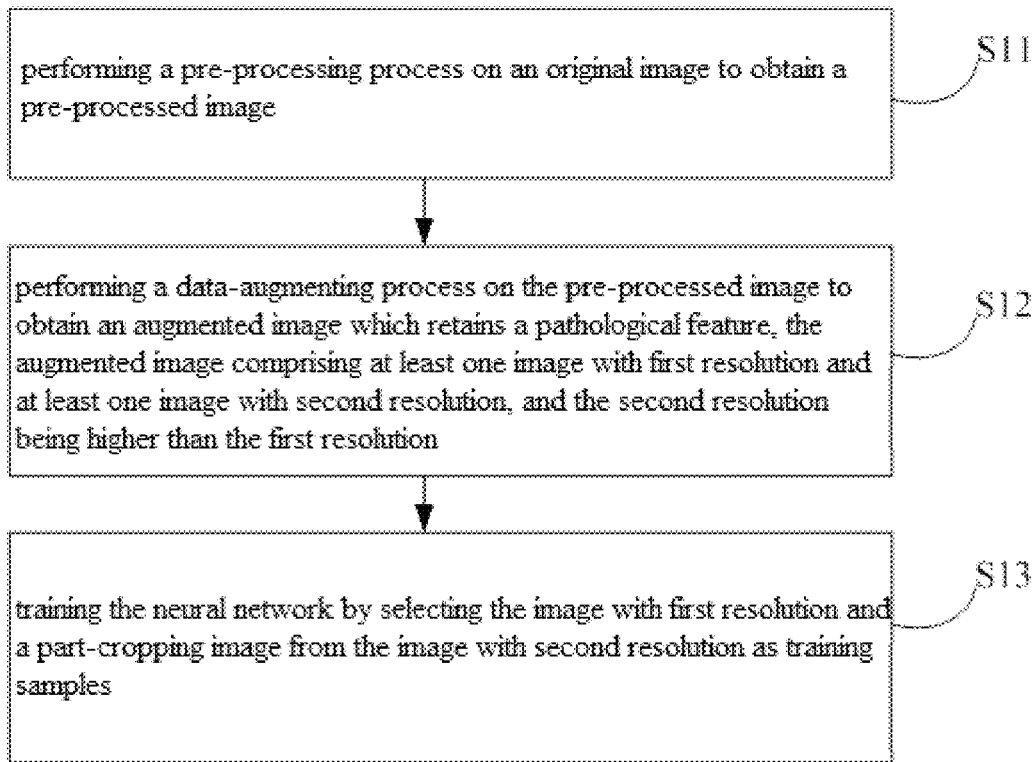 performing a pre-processing process on an original image to obtain a
pre-processed image
S11
performing a data-augmenting process on the pre-processed image to
obtain an augmented image which retains a pathological feature, the
augmented image comprising at least one image with first resolution and
at least one image with second resolution, and the second resolution
being higher than the first resolution
S12
training the neural network by selecting the image with first resolution and
a part-cropping image from the image with second resolution as training
samples
S13